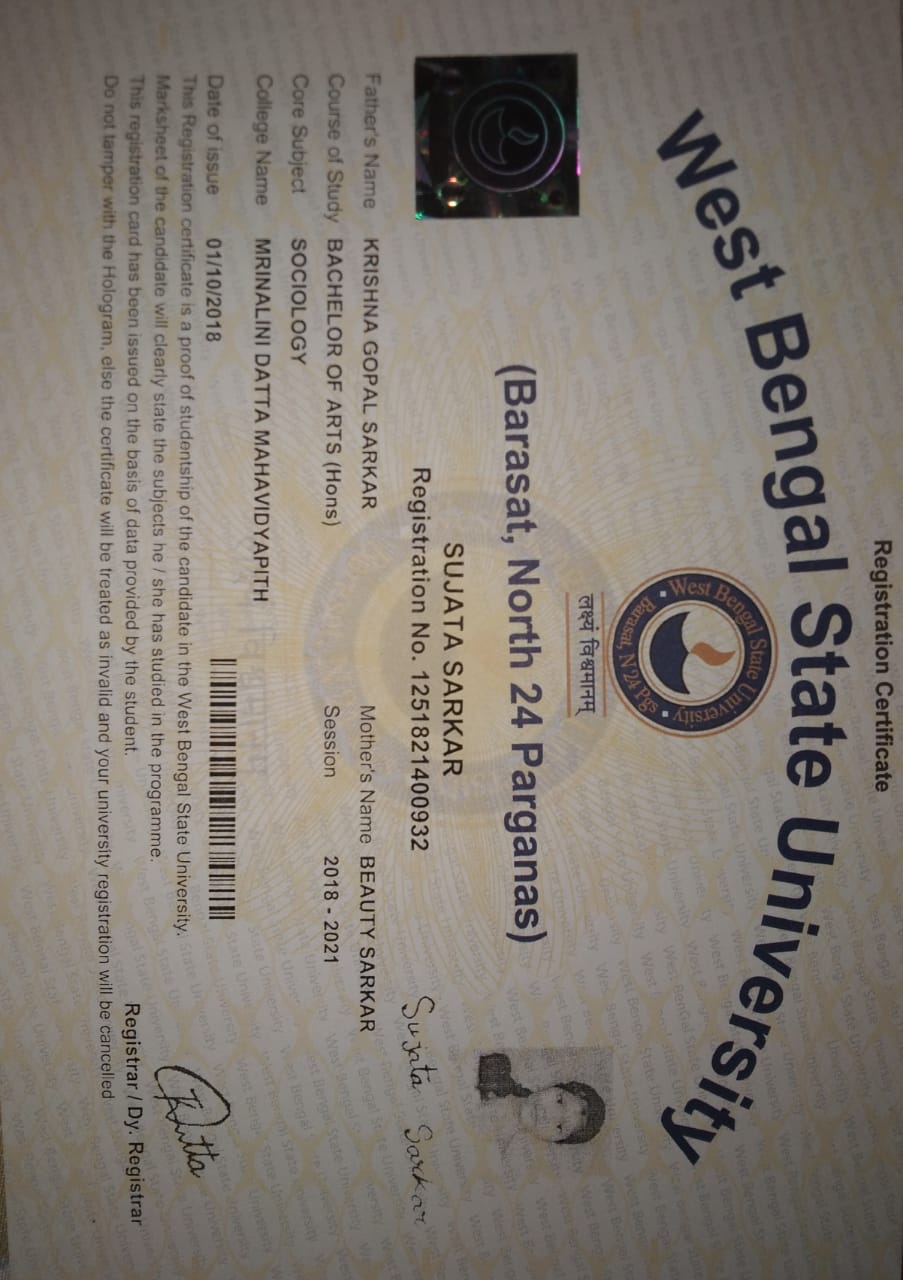 Registration Certificate
West Bengal State University
West Bengal State University
Barasat, N 24 Pgs
लक्ष्यं विश्वमानम्
(Barasat, North 24 Parganas)
SUJATA SARKAR
Registration No. 1251821400932
Sujata Sarkar
Father's Name KRISHNA GOPAL SARKAR Mother's Name BEAUTY SARKAR
Course of Study BACHELOR OF ARTS (Hons) Session 2018 - 2021
Core Subject SOCIOLOGY
College Name MRINALINI DATTA MAHAVIDYAPITH
Date of issue 01/10/2018
This Registration certificate is a proof of studentship of the candidate in the West Bengal State University.
Marksheet of the candidate will clearly state the subjects he / she has studied in the programme.
This registration card has been issued on the basis of data provided by the student.
Do not tamper with the Hologram, else the certificate will be treated as invalid and your university registration will be cancelled
Dutta
Registrar / Dy. Registrar